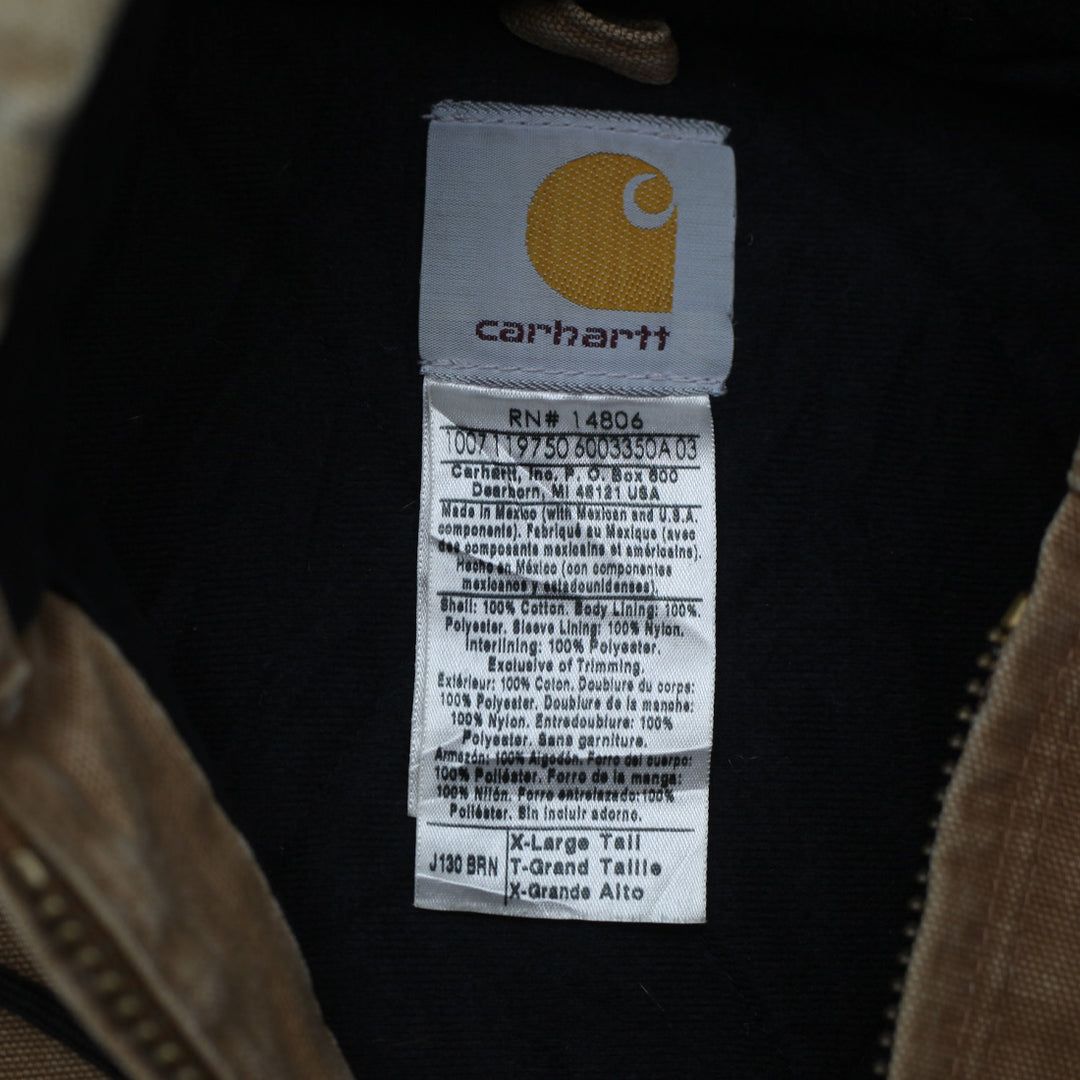 carhartt
RN# 14806
1007119750 6003350A 03
Carhartt, Inc. P. O. Box 600
Dearborn, MI 48121 USA
Made in Mexico (with Mexican and U.S.A.
components). Fabriqué au Mexique (avec
des composants mexicains et américains).
Hecho en México (con componentes
mexicanos y estadounidenses).
Shell: 100% Cotton. Body Lining: 100%.
Polyester. Sleeve Lining: 100% Nylon.
Interlining: 100% Polyester.
Exclusive of Trimming.
Extérieur: 100% Coton. Doublure du corps:
100% Polyester. Doublure de la manche:
100% Nylon. Entredoublure: 100%
Polyester. Sans garniture.
Armazón: 100% Algodón. Forro del cuerpo:
100% Poliéster. Forro de la manga:
100% Nilón. Forro entrelazado: 100%
Poliéster. Sin incluir adorno.
J130 BRN
X-Large Tall
T-Grand Taille
X-Grande Alto